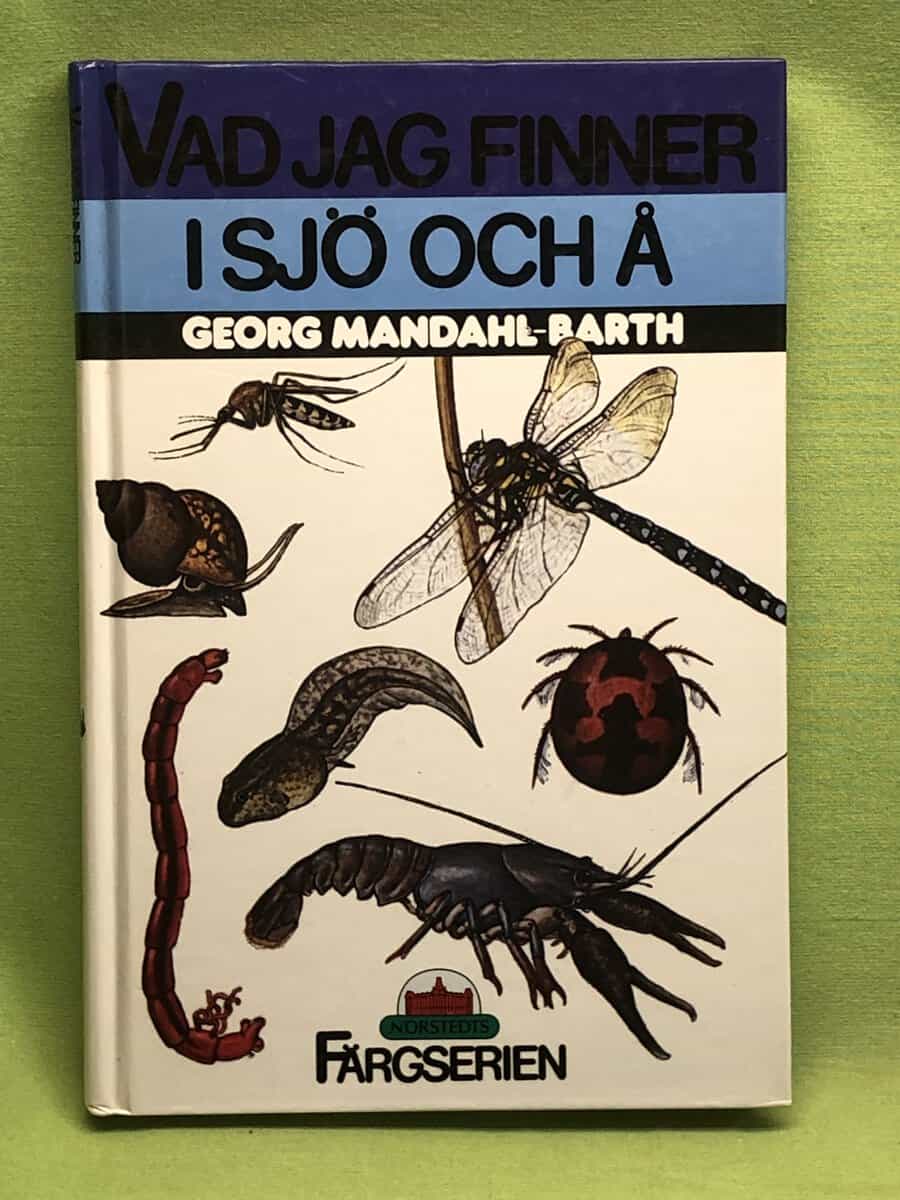 VAD JAG FINNER
I SJÖ OCH Å
GEORG MANDAHL-BARTH
NORSTEDTS
FÄRGSERIEN